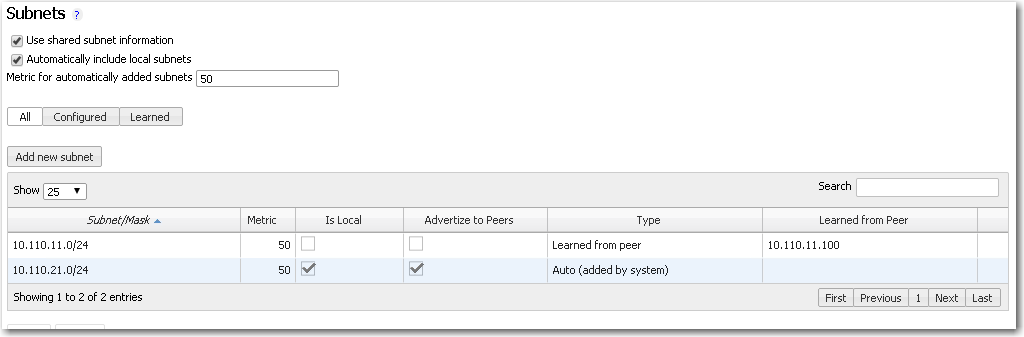 Subnets ?
Use shared subnet information
Automatically include local subnets
Metric for automatically added subnets 50
All Configured Learned
Add new subnet
Show 25 Search
Subnet/Mask Metric Is Local Advertize to Peers Type Learned from Peer
10.110.11.0/24 50 Learned from peer 10.110.11.100
10.110.21.0/24 50 Auto (added by system)
Showing 1 to 2 of 2 entries First Previous 1 Next Last